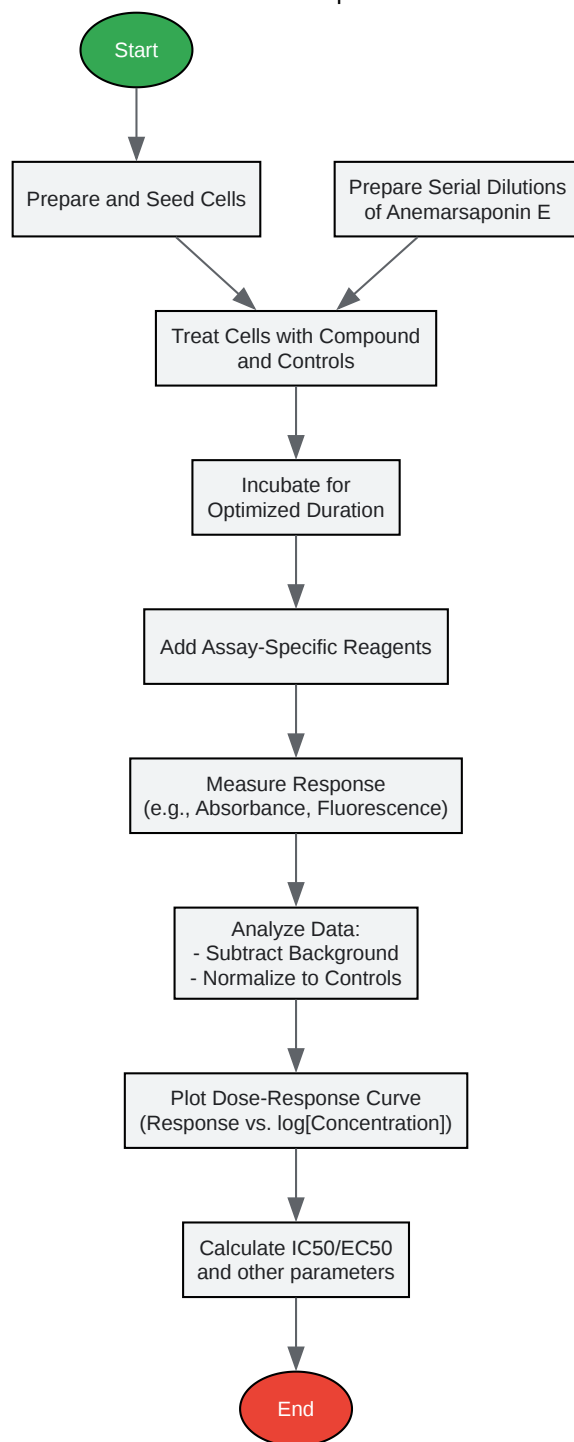 Start
Prepare and Seed Cells
Prepare Serial Dilutions
of Anemarsaponin E
Treat Cells with Compound
and Controls
Incubate for
Optimized Duration
Add Assay-Specific Reagents
Measure Response
(e.g., Absorbance, Fluorescence)
Analyze Data:
- Subtract Background
- Normalize to Controls
Plot Dose-Response Curve
(Response vs. log[Concentration])
Calculate IC50/EC50
and other parameters
End